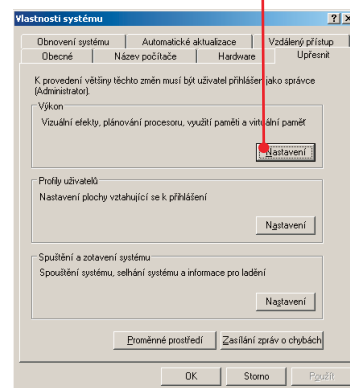 Vlastnosti systému
Obnovení systému Automatické aktualizace Vzdálený přístup
Obecné Název počítače Hardware Upřesnit
K provedení většiny těchto změn musí být uživatel přihlášen jako správce
(Administrator).
Výkon
Vizuální efekty, plánování procesoru, využití paměti a virtuální paměť
Nastavení
Profily uživatelů
Nastavení plochy vztahující se k přihlášení
Nastavení
Spuštění a zotavení systému
Spouštění systému, selhání systému a informace pro ladění
Nastavení
Proměnné prostředí Zasílání zpráv o chybách
OK Storno Použít